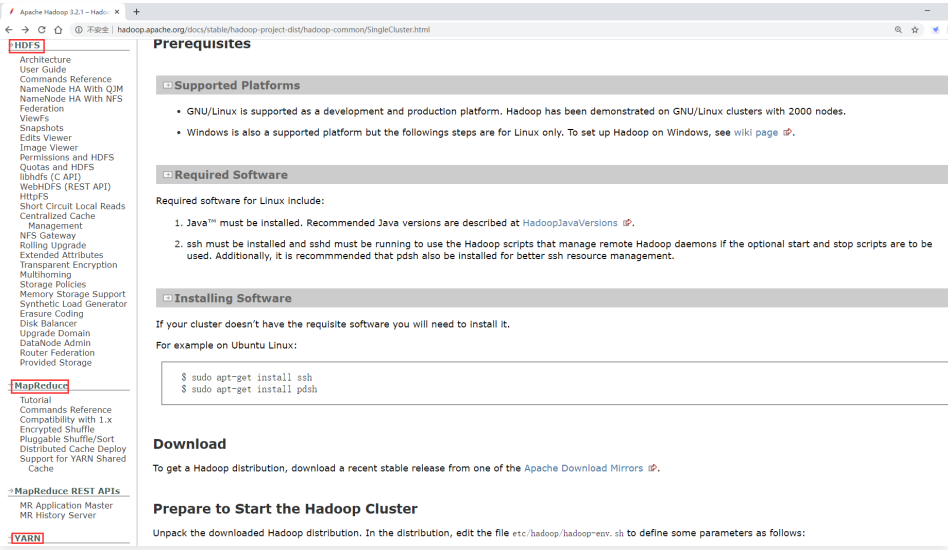 Apache Hadoop 3.2.1 – Hadoo
不安全 | hadoop.apache.org/docs/stable/hadoop-project-dist/hadoop-common/SingleCluster.html
HDFS
Architecture
User Guide
Commands Reference
NameNode HA With QJM
NameNode HA With NFS
Federation
ViewFs
Snapshots
Edits Viewer
Image Viewer
Permissions and HDFS
Quotas and HDFS
libhdfs (C API)
WebHDFS (REST API)
HttpFS
Short Circuit Local Reads
Centralized Cache
Management
NFS Gateway
Rolling Upgrade
Extended Attributes
Transparent Encryption
Multihoming
Storage Policies
Memory Storage Support
Synthetic Load Generator
Erasure Coding
Disk Balancer
Upgrade Domain
DataNode Admin
Router Federation
Provided Storage
MapReduce
Tutorial
Commands Reference
Compatibility with 1.x
Encrypted Shuffle
Pluggable Shuffle/Sort
Distributed Cache Deploy
Support for YARN Shared
Cache
MapReduce REST APIs
MR Application Master
MR History Server
YARN
Prerequisites
Supported Platforms
• GNU/Linux is supported as a development and production platform. Hadoop has been demonstrated on GNU/Linux clusters with 2000 nodes.
• Windows is also a supported platform but the followings steps are for Linux only. To set up Hadoop on Windows, see wiki page.
Required Software
Required software for Linux include:
1. Java™ must be installed. Recommended Java versions are described at HadoopJavaVersions.
2. ssh must be installed and sshd must be running to use the Hadoop scripts that manage remote Hadoop daemons if the optional start and stop scripts are to be
used. Additionally, it is recommmended that pdsh also be installed for better ssh resource management.
Installing Software
If your cluster doesn't have the requisite software you will need to install it.
For example on Ubuntu Linux:
$ sudo apt-get install ssh
$ sudo apt-get install pdsh
Download
To get a Hadoop distribution, download a recent stable release from one of the Apache Download Mirrors.
Prepare to Start the Hadoop Cluster
Unpack the downloaded Hadoop distribution. In the distribution, edit the file etc/hadoop/hadoop-env.sh to define some parameters as follows: